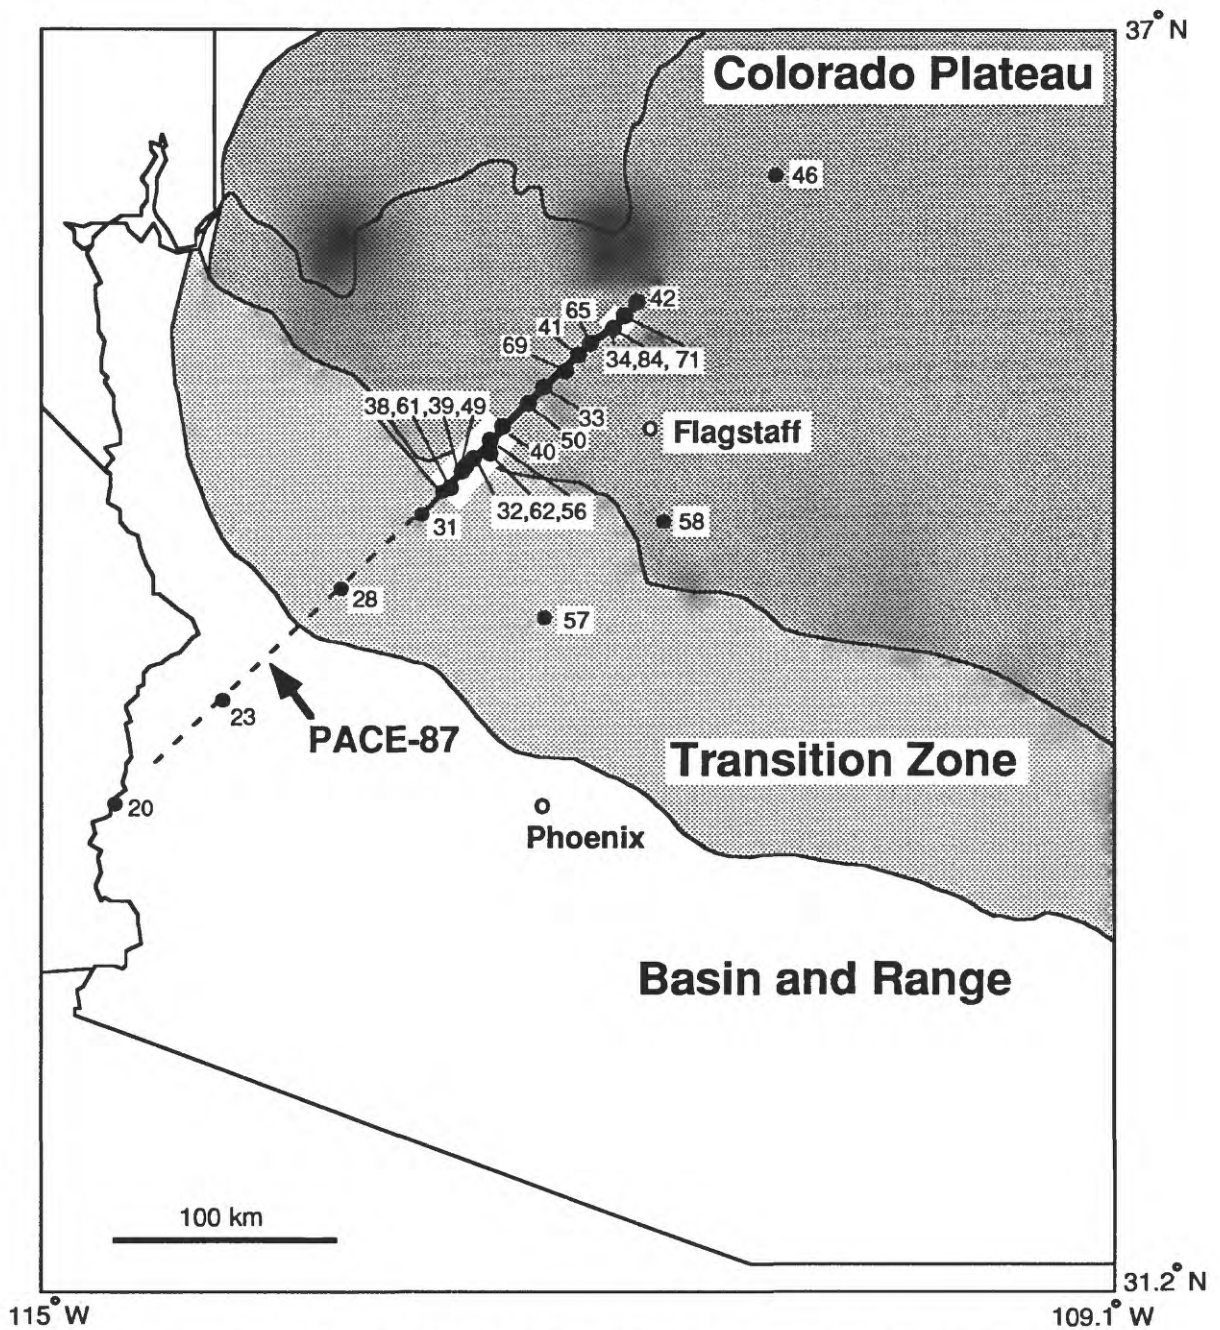 37° N
Colorado Plateau
46
42
65
41
34,84, 71
69
38,61,39,49
33
Flagstaff
50
40
32,62,56
58
31
28
57
23
PACE-87
Transition Zone
20
Phoenix
Basin and Range
100 km
31.2° N
115° W
109.1° W